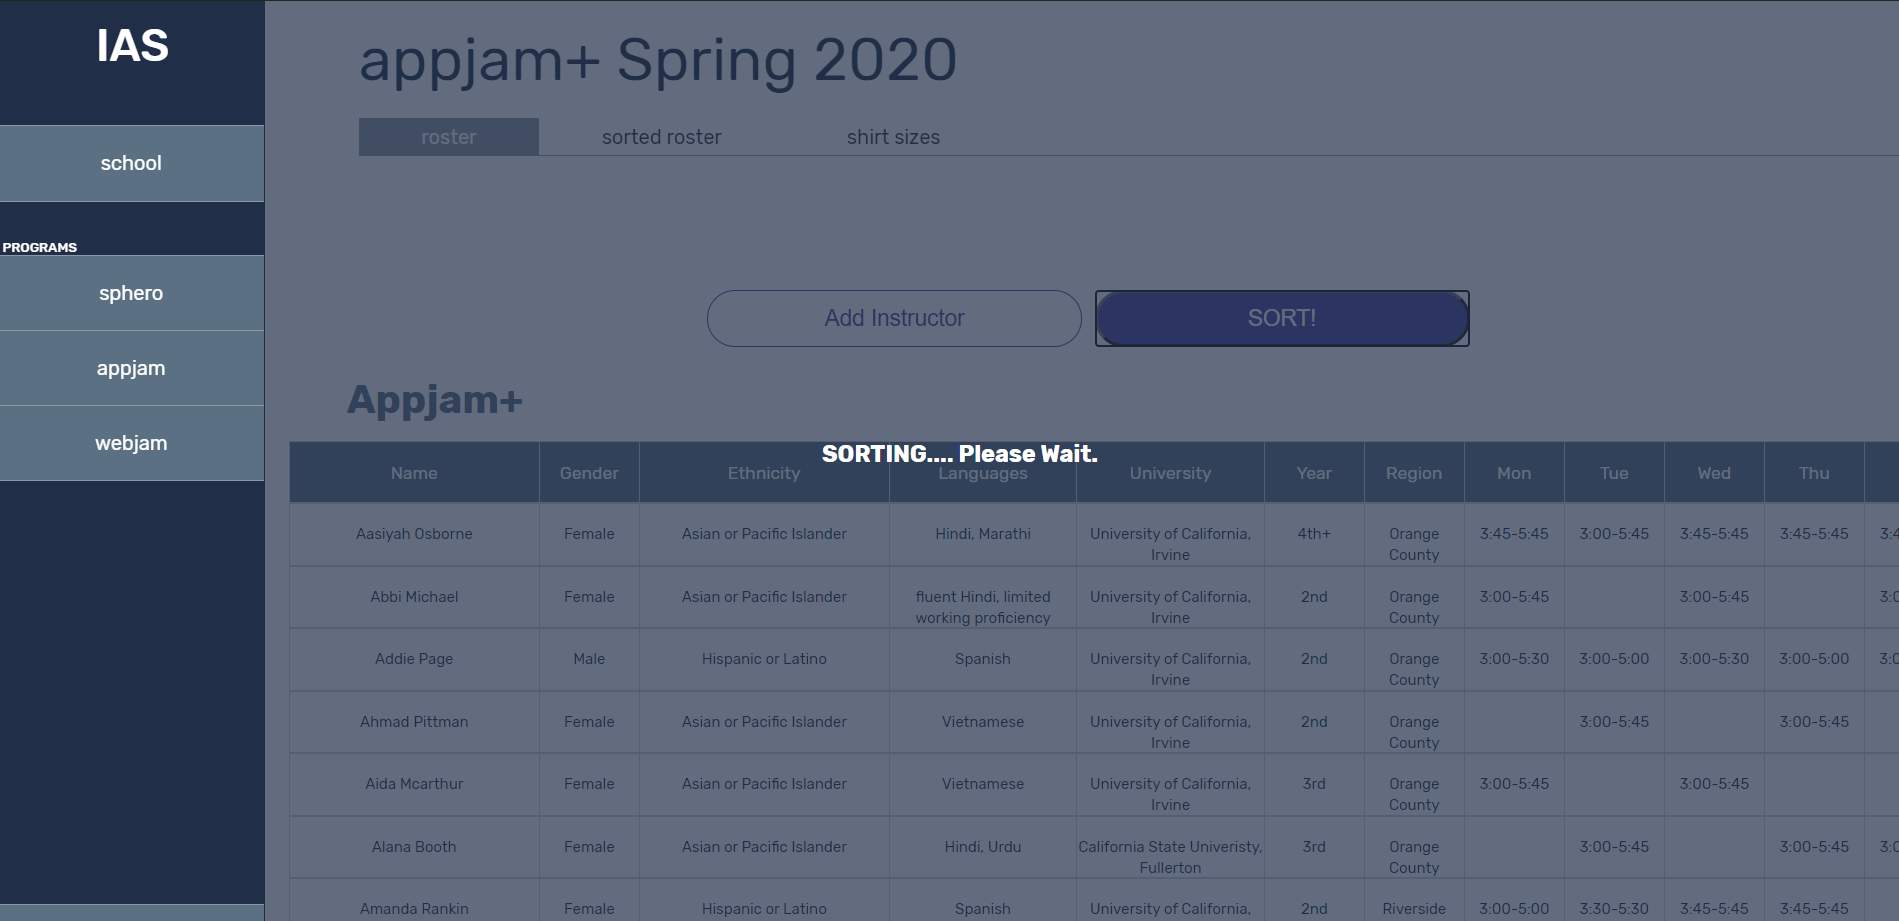 IAS
school
PROGRAMS
sphero
appjam
webjam
appjam+ Spring 2020
roster sorted roster shirt sizes
Add Instructor SORT!
Appjam+
SORTING.... Please Wait.
Name Gender Ethnicity Languages University Year Region Mon Tue Wed Thu
Aasiyah Osborne Female Asian or Pacific Islander Hindi, Marathi University of California, 4th+ Orange 3:45-5:45 3:00-5:45 3:45-5:45 3:45-5:45
Irvine County
Abbi Michael Female Asian or Pacific Islander fluent Hindi, limited University of California, 2nd Orange 3:00-5:45 3:00-5:45
working proficiency Irvine County
Addie Page Male Hispanic or Latino Spanish University of California, 2nd Orange 3:00-5:30 3:00-5:00 3:00-5:30 3:00-5:00
Irvine County
Ahmad Pittman Female Asian or Pacific Islander Vietnamese University of California, 2nd Orange 3:00-5:45 3:00-5:45
Irvine County
Aida Mcarthur Female Asian or Pacific Islander Vietnamese University of California, 3rd Orange 3:00-5:45 3:00-5:45
Irvine County
Alana Booth Female Asian or Pacific Islander Hindi, Urdu California State Univeristy, 3rd Orange 3:00-5:45 3:00-5:45
Fullerton County
Amanda Rankin Female Hispanic or Latino Spanish University of California, 2nd Riverside 3:00-5:00 3:30-5:30 3:45-5:45 3:45-5:45